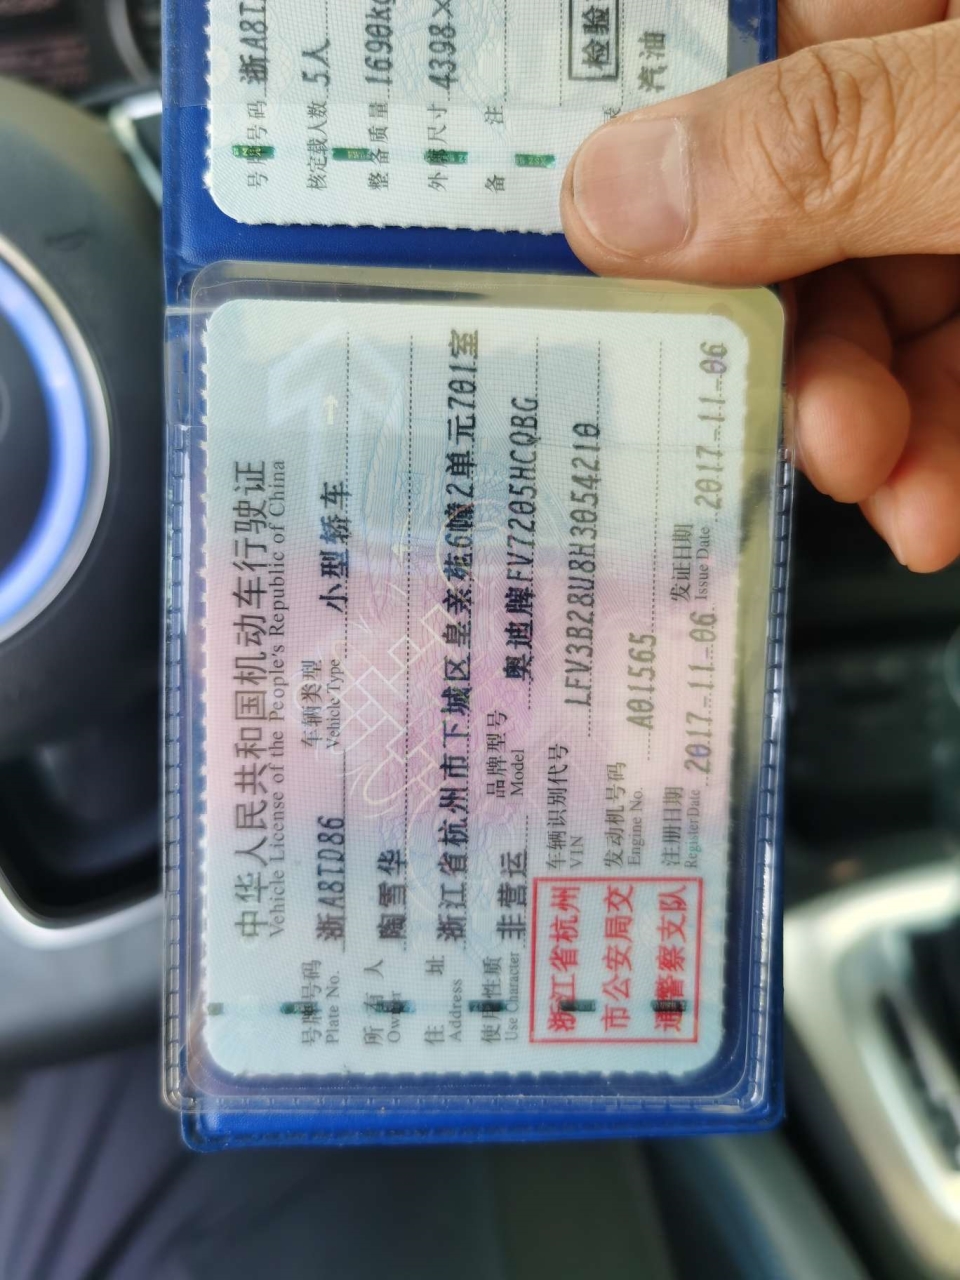 中华人民共和国机动车行驶证
Vehicle License of the People's Republic of China
号牌号码 浙A8TD86 车辆类型 小型轿车
Plate No. Vehicle Type
所有人 陶雪华
Owner
住址 浙江省杭州市下城区皇亲苑6幢2单元701室
Address
使用性质 非营运 品牌型号 奥迪牌FV7205HCQBG
Use Character Model
浙江省杭州
市公安局交
通警察支队
车辆识别代号 LFV3B28U8H3054210
VIN
发动机号码 A01565
Engine No.
注册日期 2017-11-06 发证日期 2017-11-06
Register Date Issue Date
号牌号码 浙A8T
核定载人数 5人
整备质量 1690kg
外廓尺寸 4398×
备注
检验
汽油